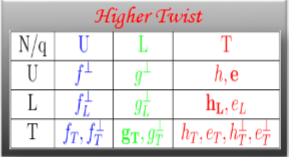 Higher Twist
N/q U L T
U f^⊥ g^⊥ h, e
L f_L^⊥ g_L^⊥ h_L, e_L
T f_T, f_T^⊥ g_T, g_T^⊥ h_T, e_T, h_T^⊥, e_T^⊥